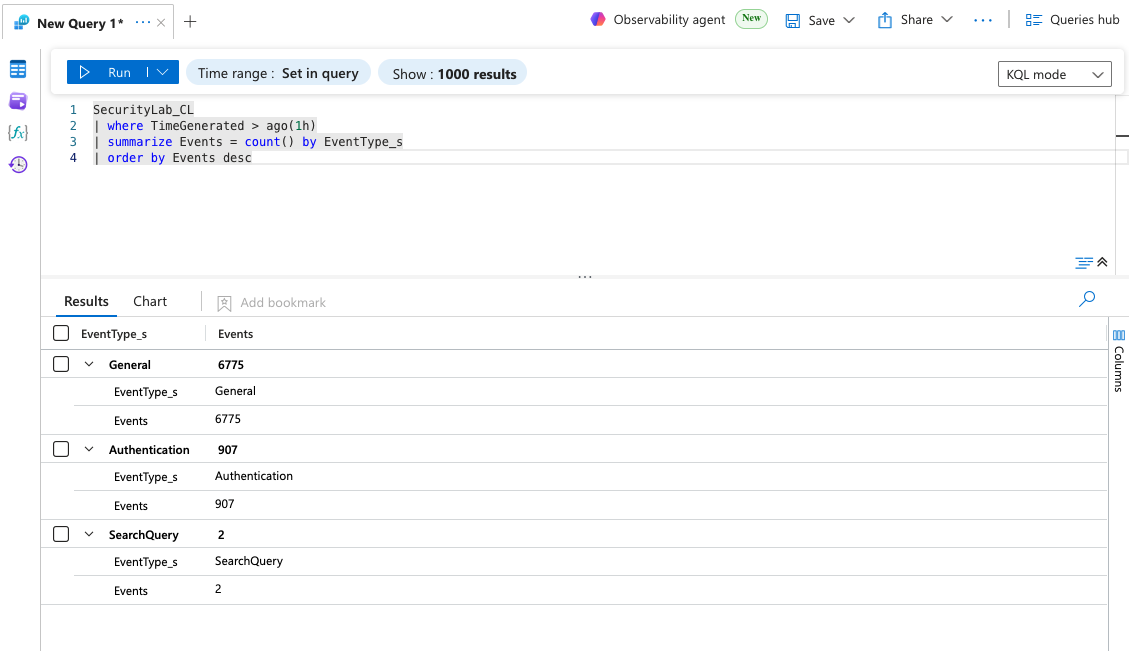 New Query 1* ···
Observability agent New Save Share ··· Queries hub
Run Time range : Set in query Show : 1000 results KQL mode
{fx}
1 SecurityLab_CL
2 | where TimeGenerated > ago(1h)
3 | summarize Events = count() by EventType_s
4 | order by Events desc
Results Chart Add bookmark
EventType_s Events
Columns
General 6775
EventType_s General
Events 6775
Authentication 907
EventType_s Authentication
Events 907
SearchQuery 2
EventType_s SearchQuery
Events 2